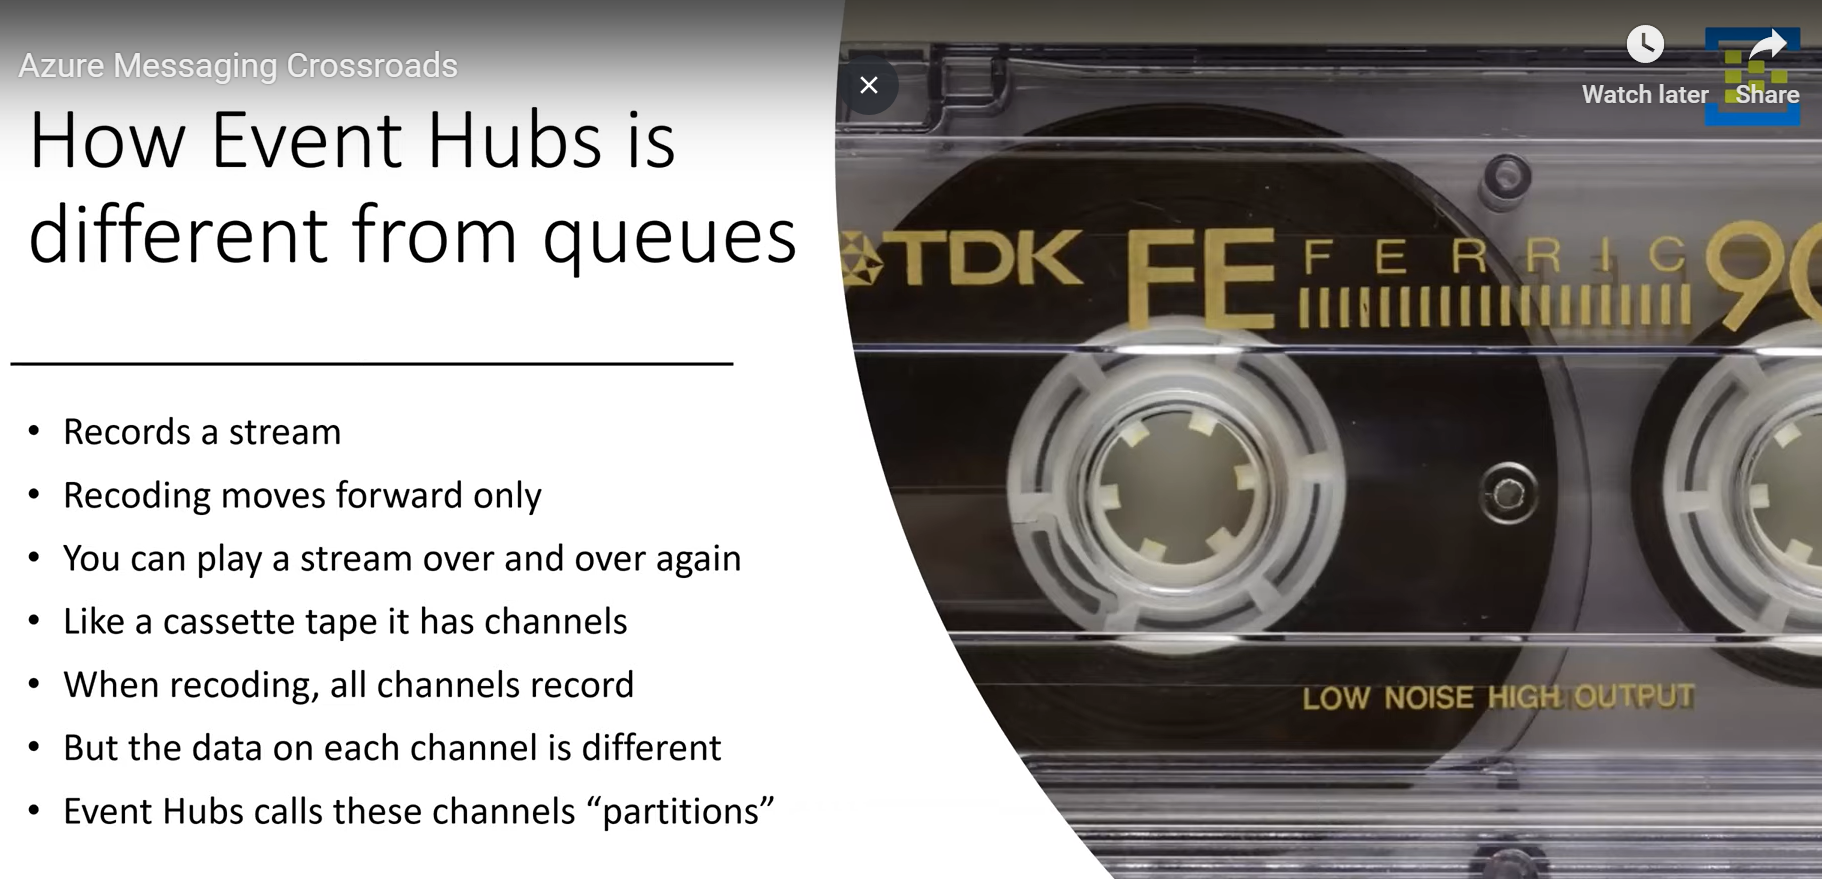 Azure Messaging Crossroads
Watch later
Share
How Event Hubs is
different from queues
• Records a stream
• Recoding moves forward only
• You can play a stream over and over again
• Like a cassette tape it has channels
• When recoding, all channels record
• But the data on each channel is different
• Event Hubs calls these channels “partitions”
TDK FE FERRIC 90
LOW NOISE HIGH OUTPUT